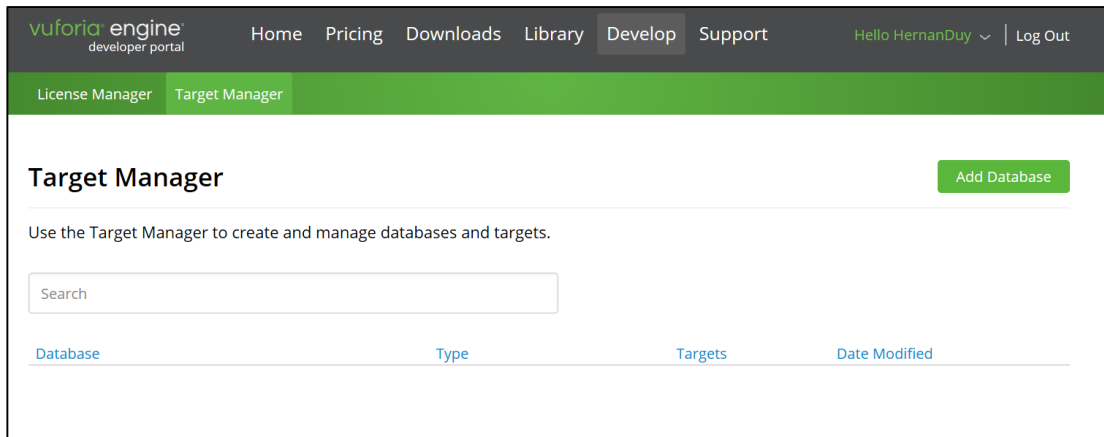 vuforia engine
developer portal
Home Pricing Downloads Library Develop Support Hello HernanDuy | Log Out
License Manager Target Manager
Target Manager
Add Database
Use the Target Manager to create and manage databases and targets.
Search
Database Type Targets Date Modified